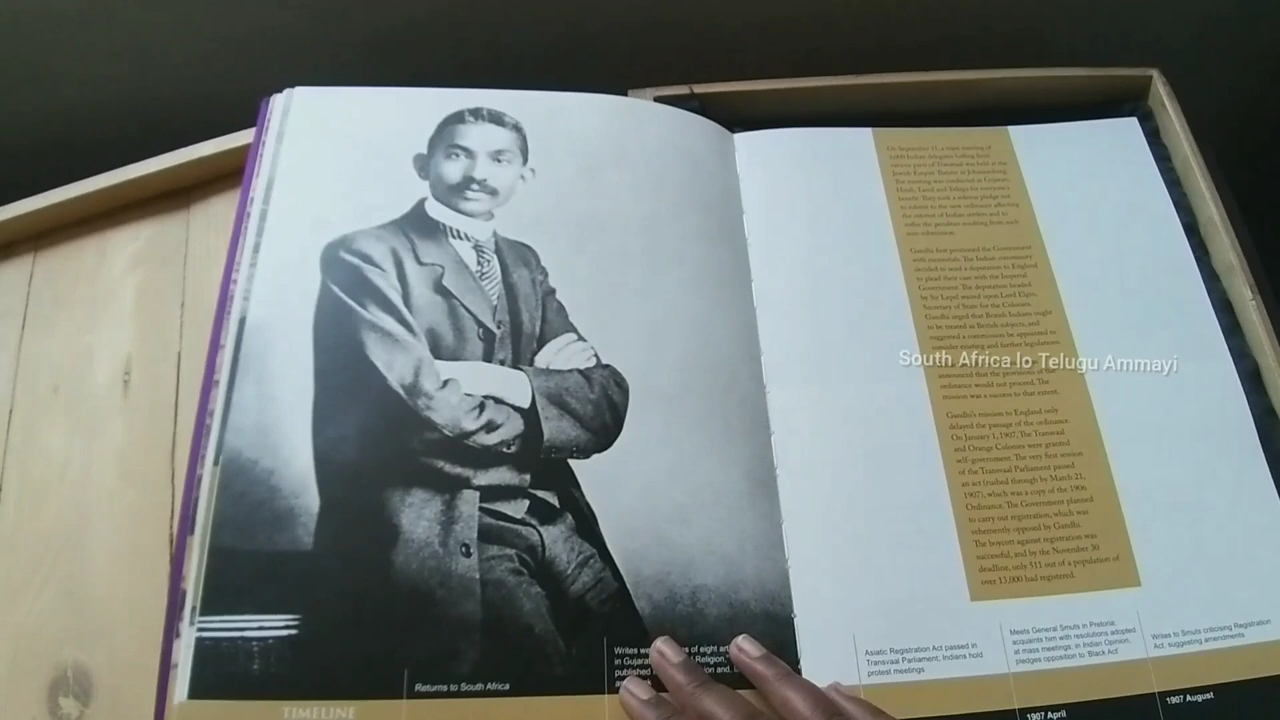 On September 11, a mass meeting of
3,000 Indian delegates hailing from
various parts of Transvaal was held at the
Jewish Empire Theatre at Johannesburg.
The meeting was conducted in Gujarati,
Hindi, Tamil and Telugu for everyone's
benefit. They took a solemn pledge not
to submit to the new ordinance affecting
the interest of Indian settlers and to
suffer the penalties resulting from such
non-submission.
Gandhi first petitioned the Government
with memorials. The Indian community
decided to send a deputation to England
to plead their case with the Imperial
Government. The deputation headed
by Sir Lepel waited upon Lord Elgin,
Secretary of State for the Colonies.
Gandhi urged that British Indians ought
to be treated as British subjects, and
suggested a commission be appointed to
consider existing and further legislations.
South Africa lo Telugu Ammayi
announced that the provisions of the
ordinance would not proceed. The
mission was a success to that extent.
Gandhi's mission to England only
delayed the passage of the ordinance.
On January 1, 1907, The Transvaal
and Orange Colonies were granted
self-government. The very first session
of the Transvaal Parliament passed
an act (rushed through by March 21,
1907), which was a copy of the 1906
Ordinance. The Government planned
to carry out registration, which was
vehemently opposed by Gandhi.
The boycott against registration was
successful, and by the November 30
deadline, only 511 out of a population of
over 13,000 had registered.
Returns to South Africa
Writes of eight
in Gujarati Religion,"
published and
Asiatic Registration Act passed in
Transvaal Parliament; Indians hold
protest meetings
Meets General Smuts in Pretoria;
acquaints him with resolutions adopted
at mass meetings; in Indian Opinion,
pledges opposition to 'Black Act'
Writes to Smuts criticising Registration
Act, suggesting amendments
TIMELINE
1907 April
1907 August